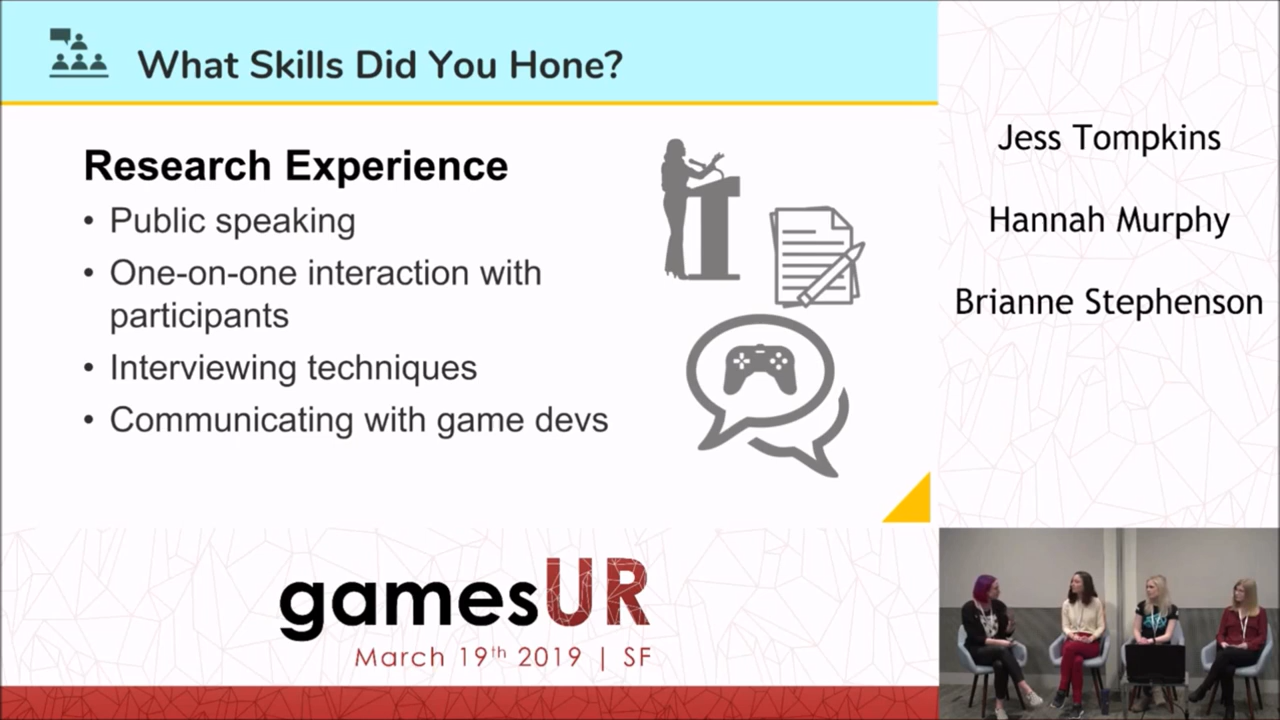 What Skills Did You Hone?
Research Experience
• Public speaking
• One-on-one interaction with
participants
• Interviewing techniques
• Communicating with game devs
Jess Tompkins
Hannah Murphy
Brianne Stephenson
gamesUR
March 19th 2019 | SF